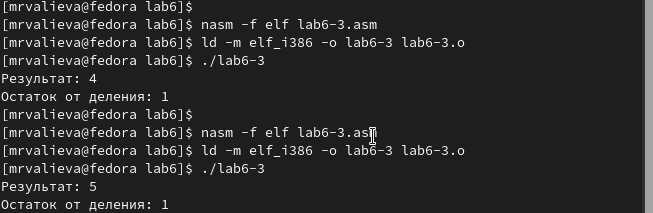 [mrvalieva@fedora lab6]$
[mrvalieva@fedora lab6]$ nasm -f elf lab6-3.asm
[mrvalieva@fedora lab6]$ ld -m elf_i386 -o lab6-3 lab6-3.o
[mrvalieva@fedora lab6]$ ./lab6-3
Результат: 4
Остаток от деления: 1
[mrvalieva@fedora lab6]$
[mrvalieva@fedora lab6]$ nasm -f elf lab6-3.asm
[mrvalieva@fedora lab6]$ ld -m elf_i386 -o lab6-3 lab6-3.o
[mrvalieva@fedora lab6]$ ./lab6-3
Результат: 5
Остаток от деления: 1